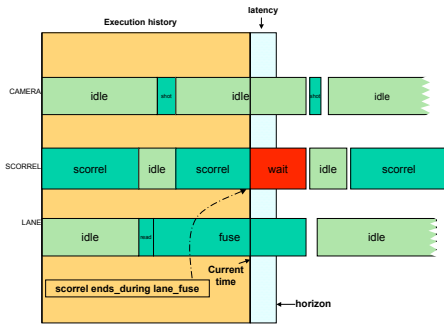 latency
Execution history
CAMERA
idle
shot
idle
shot
idle
SCORREL
scorrel
idle
scorrel
wait
idle
scorrel
LANE
idle
read
fuse
idle
Current
time
scorrel ends_during lane_fuse
horizon